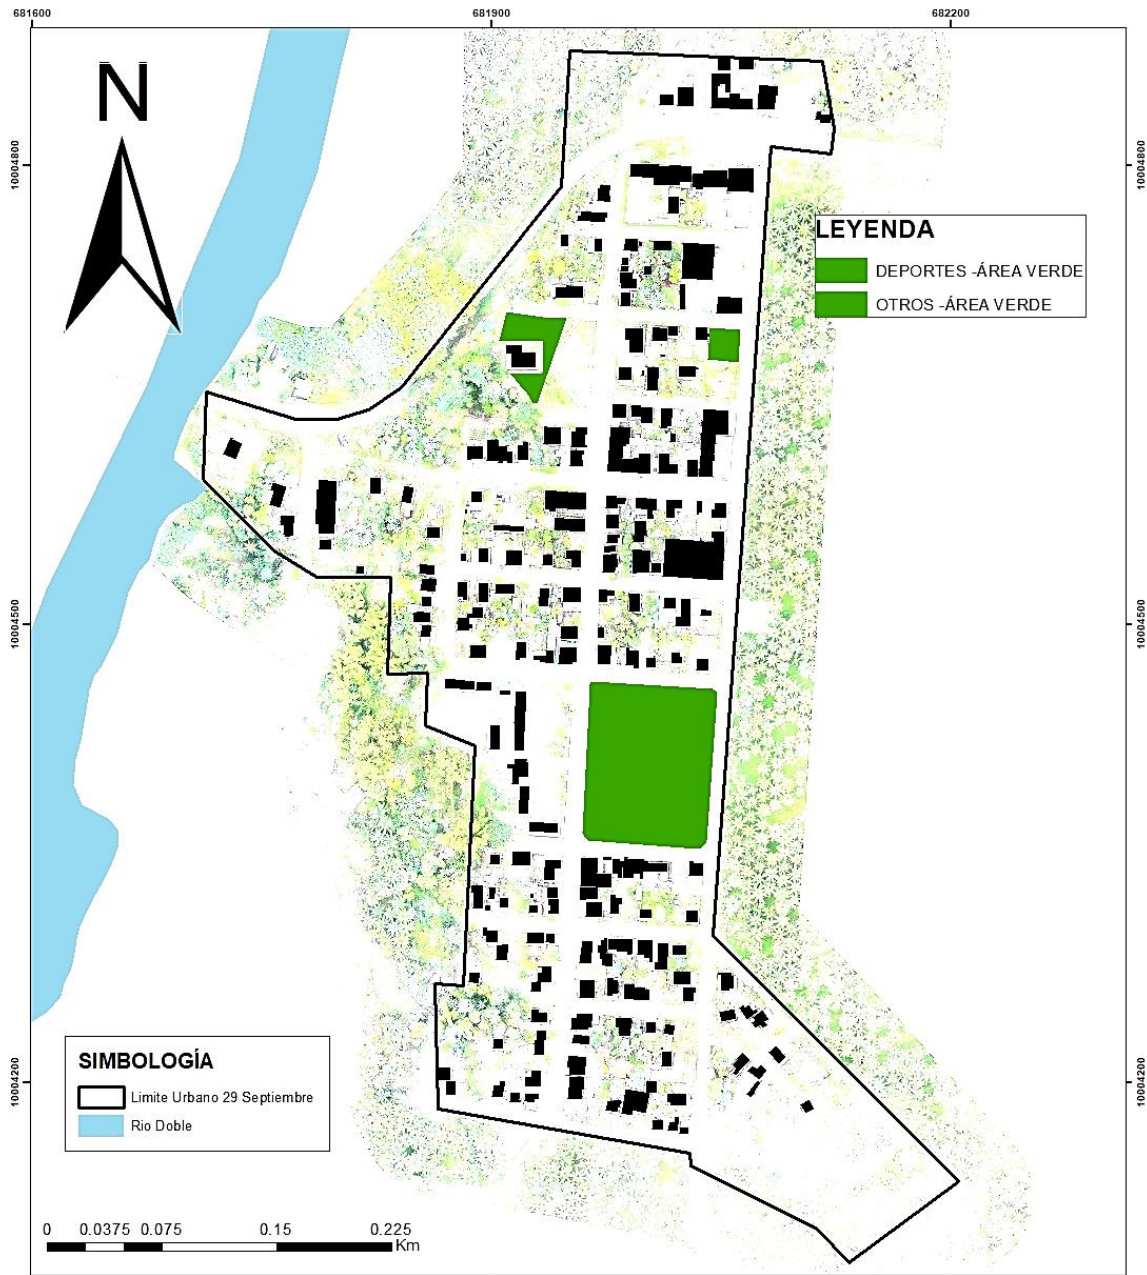 681600
681900
682200
N
10004800
10004800
LEYENDA
DEPORTES -ÁREA VERDE
OTROS -ÁREA VERDE
10004500
10004500
SIMBOLOGÍA
Limite Urbano 29 Septiembre
Rio Doble
10004200
10004200
0 0.0375 0.075 0.15 0.225
Km